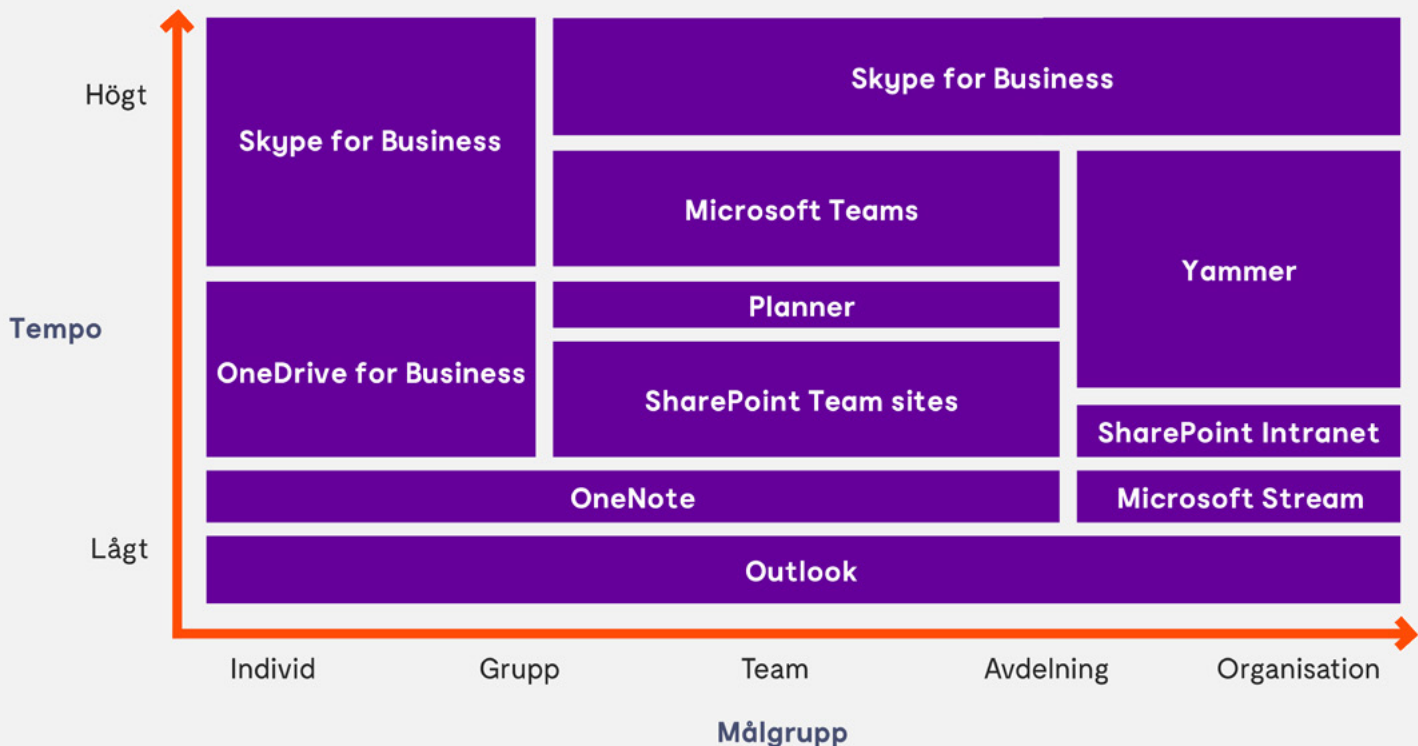 Högt
Skype for Business
Skype for Business
Microsoft Teams
Yammer
Tempo
Planner
OneDrive for Business
SharePoint Team sites
SharePoint Intranet
OneNote
Microsoft Stream
Lågt
Outlook
Individ
Grupp
Team
Avdelning
Organisation
Målgrupp